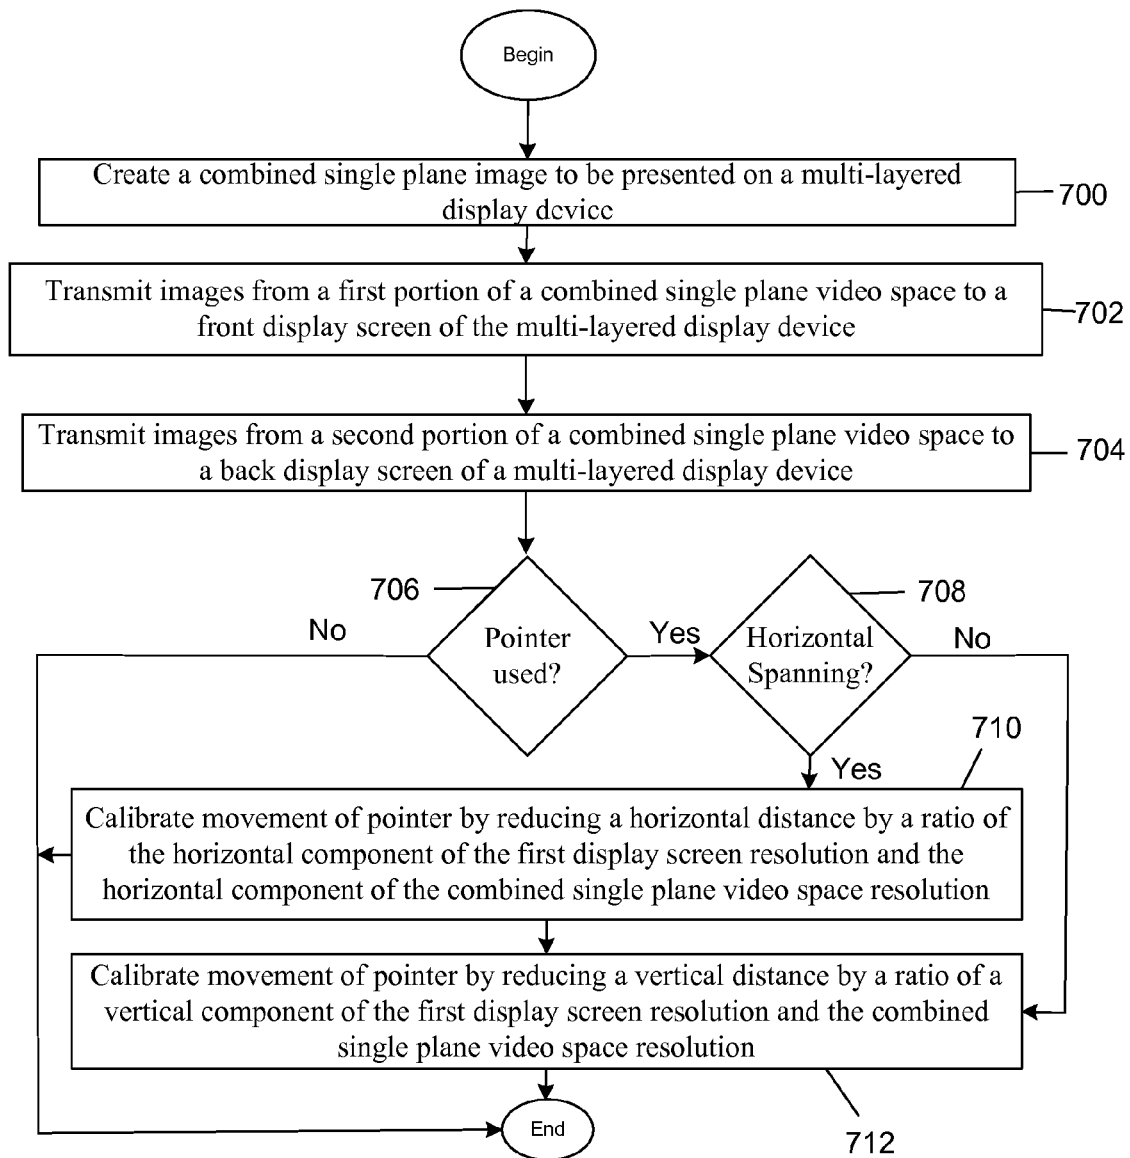 Begin
Create a combined single plane image to be presented on a multi-layered
display device
700
Transmit images from a first portion of a combined single plane video space to a
front display screen of the multi-layered display device
702
Transmit images from a second portion of a combined single plane video space to
a back display screen of a multi-layered display device
704
706
708
No
Pointer
used?
Yes
Horizontal
Spanning?
No
710
Yes
Calibrate movement of pointer by reducing a horizontal distance by a ratio of
the horizontal component of the first display screen resolution and the
horizontal component of the combined single plane video space resolution
Calibrate movement of pointer by reducing a vertical distance by a ratio of a
vertical component of the first display screen resolution and the combined
single plane video space resolution
End
712